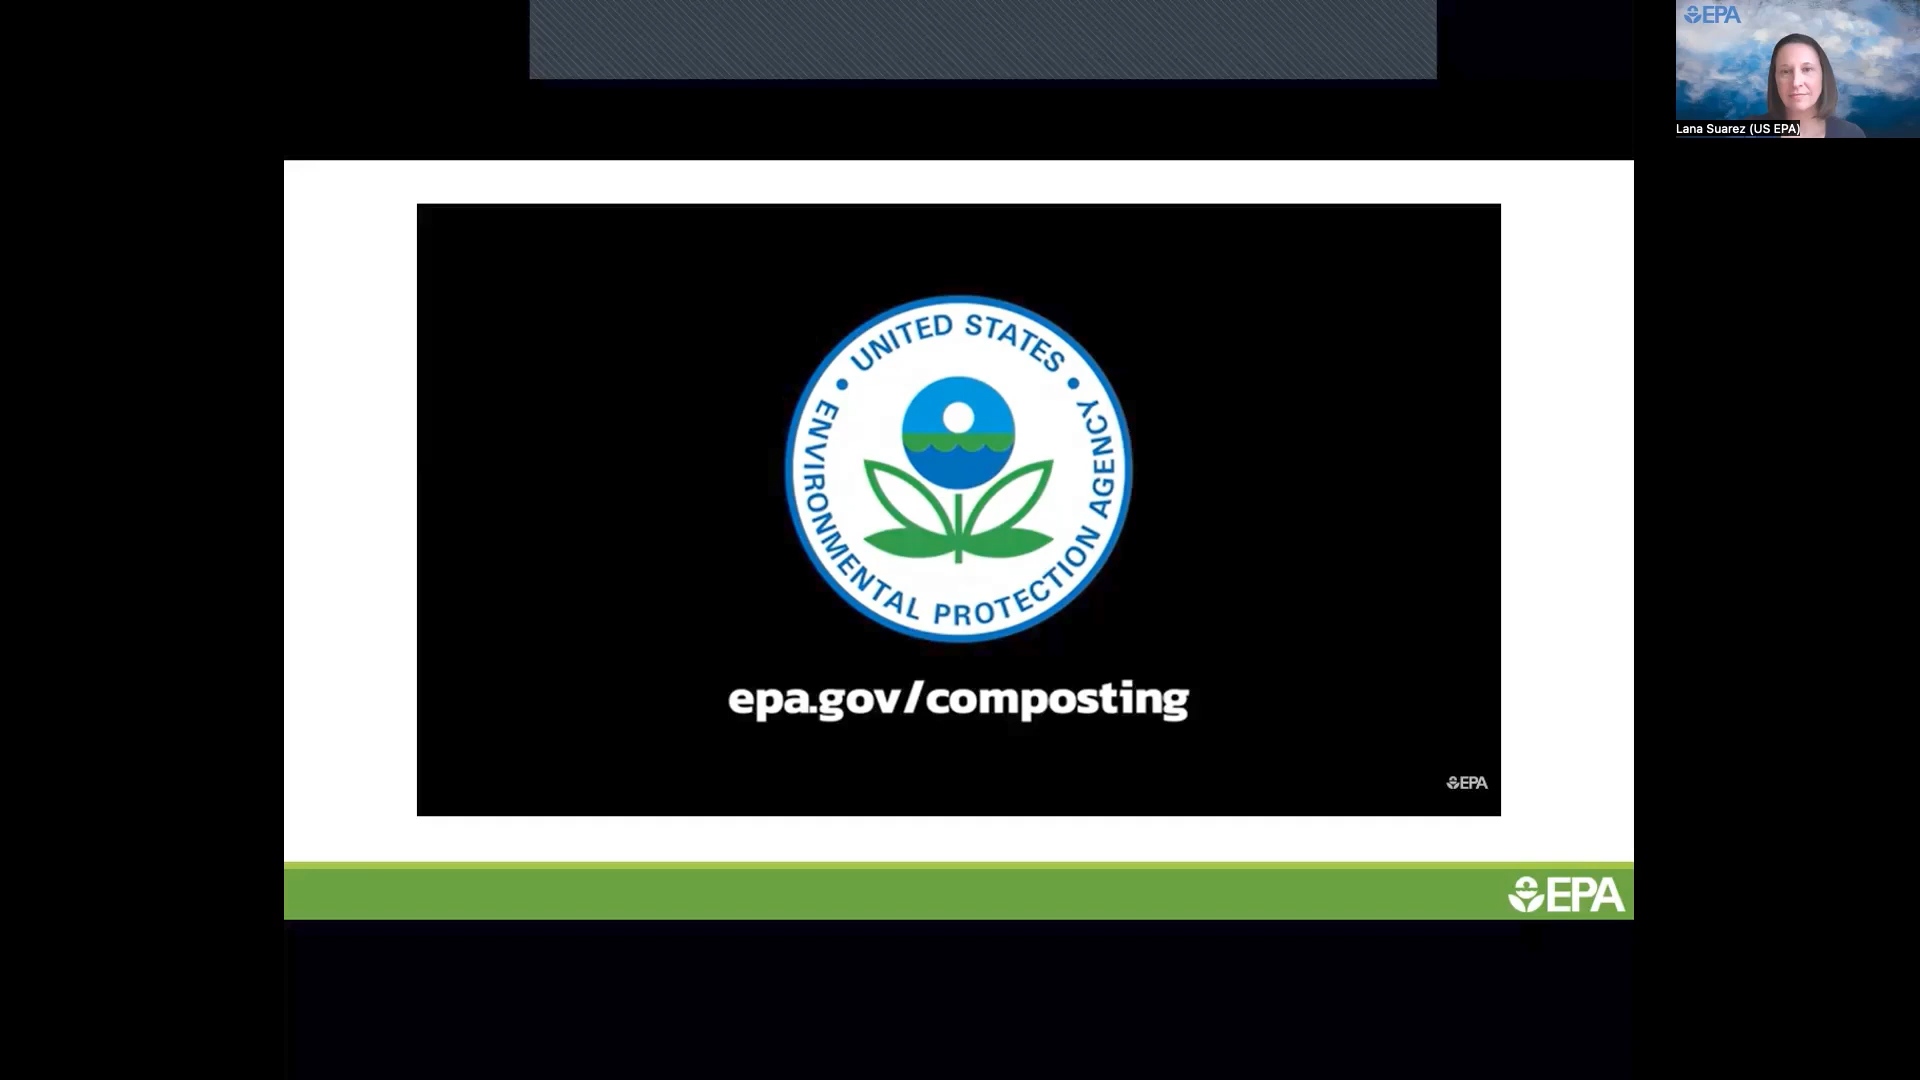 EPA
Lana Suarez (US EPA)
UNITED STATES
ENVIRONMENTAL PROTECTION AGENCY
epa.gov/composting
EPA
EPA